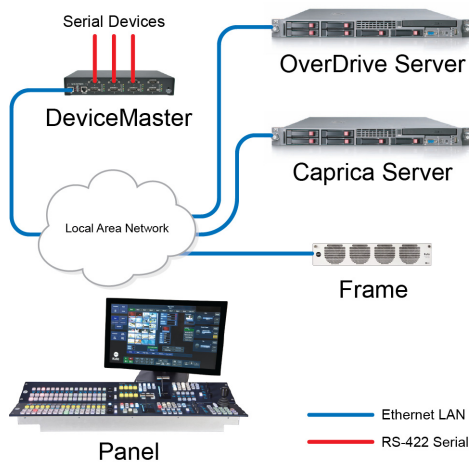 Serial Devices
OverDrive Server
DeviceMaster
Caprica Server
Local Area Network
Frame
Panel
Ethernet LAN
RS-422 Serial